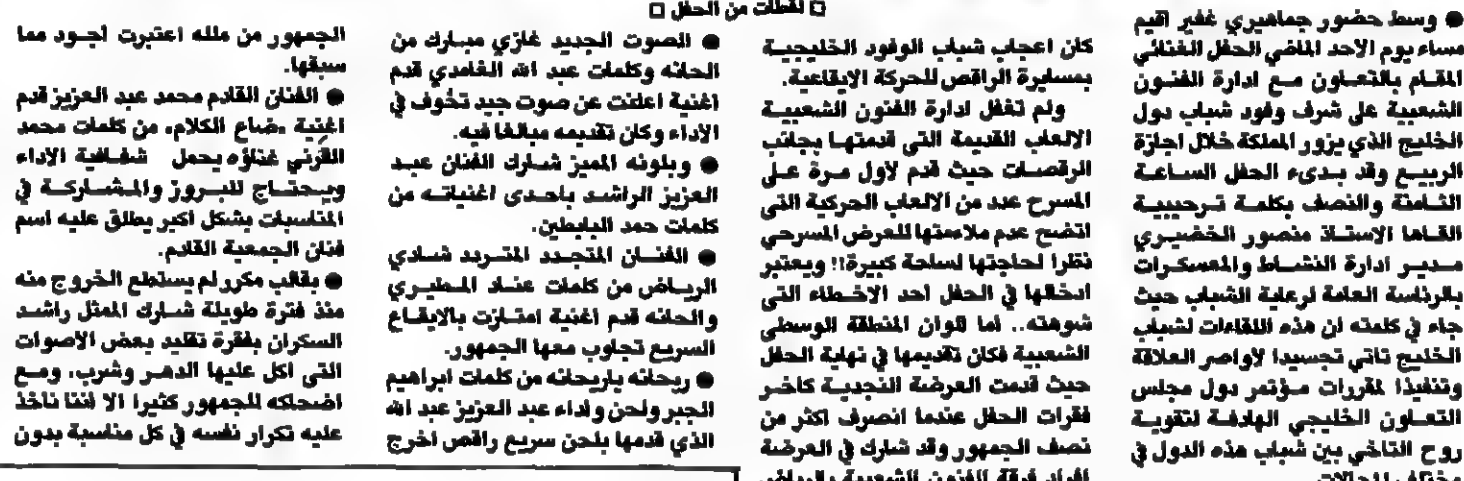 ● وسط حضور جماهيري غفير اقيم
مساء يوم الاحد الماضي الحفل الغنائي
المقام بالتعاون مع ادارة الفنون
الشعبية على شرف وفود شباب دول
الخليج الذي يزور المملكة خلال اجازة
الربيع وقد بدىء الحفل الساعة
الثامنة والنصف بكلمة ترحيبية
القاها الاستاذ منصور الخضيري
مدير ادارة النشاط والمعسكرات
بالرئاسة العامة لرعاية الشباب حيث
جاء في كلمته ان هذه اللقاءات لشباب
الخليج تاتي تجسيدا لاواصر العلاقة
وتنفيذا لمقررات مؤتمر دول مجلس
التعاون الخليجي الهادفة لتقوية
روح التاخي بين شباب هذه الدول في
مختلف المجالات
كان اعجاب شباب الوفود الخليجية
بمسايرة الراقص للحركة الايقاعية.
ولم تغفل ادارة الفنون الشعبية
الالعاب القديمة التي قدمتها بجانب
الرقصات حيث قدم لاول مرة على
المسرح عدد من الالعاب الحركية التي
اتضح عدم ملاءمتها للعرض المسرحي
نظرا لحاجتها لساحة كبيرة!! ويعتبر
ادخالها في الحفل احد الاخطاء التي
شوهته.. أما الوان المنطقة الوسطى
الشعبية فكان تقديمها في نهاية الحفل
حيث قدمت العرضة النجدية كاخر
فقرات الحفل عندما انصرف اكثر من
نصف الجمهور وقد شارك في العرضة
افراد فرقة الفنون الشعبية بالرياض
□ لقطات من الحفل □
● الصوت الجديد غازي مبارك من
الحانه وكلمات عبد الله الغامدي قدم
اغنية اعلنت عن صوت جيد تخوف في
الاداء وكان تقديمه مبالغا فيه.
● وبلونه المميز شارك الفنان عبد
العزيز الراشد باحدى اغنياته من
كلمات حمد البابطين.
● الفنان المتجدد المتريد شادي
الرياض من كلمات عناد المطيري
والحانه قدم اغنية امتازت بالايقاع
السريع تجاوب معها الجمهور.
● ريحانه ياريحانه من كلمات ابراهيم
الجبر ولحن واداء عبد العزيز عبد الله
الذي قدمها بلحن سريع راقص اخرج
الجمهور من ملله اعتبرت اجود مما
سبقها.
● الفنان القادم محمد عبد العزيز قدم
اغنية «ضاع الكلام» من كلمات محمد
القرني غناؤه يحمل شفافية الاداء
ويحتاج للبروز والمشاركة في
المناسبات بشكل اكبر يطلق عليه اسم
فنان الجمعية القادم.
● بقالب مكرر لم يستطع الخروج منه
منذ فترة طويلة شارك الممثل راشد
السكران بفقرة تقليد بعض الاصوات
التي اكل عليها الدهر وشرب، ومع
اضحاكه للجمهور كثيرا الا اننا ناخذ
عليه تكرار نفسه في كل مناسبة بدون